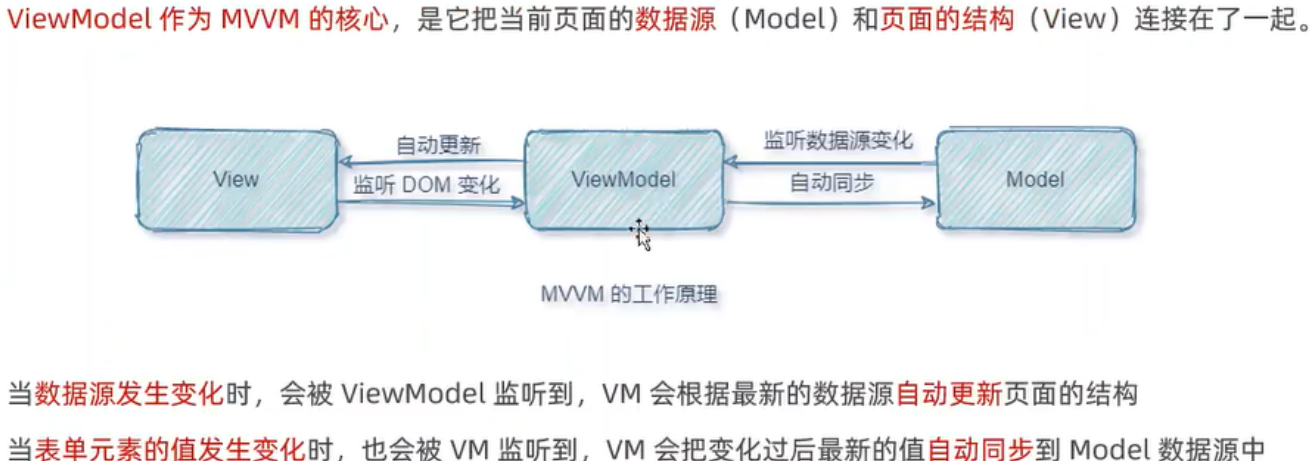 ViewModel 作为 MVVM 的核心，是它把当前页面的数据源（Model）和页面的结构（View）连接在了一起。
自动更新
监听数据源变化
View
监听 DOM 变化
ViewModel
自动同步
Model
MVVM 的工作原理
当数据源发生变化时，会被 ViewModel 监听到，VM 会根据最新的数据源自动更新页面的结构
当表单元素的值发生变化时，也会被 VM 监听到，VM 会把变化过后最新的值自动同步到 Model 数据源中